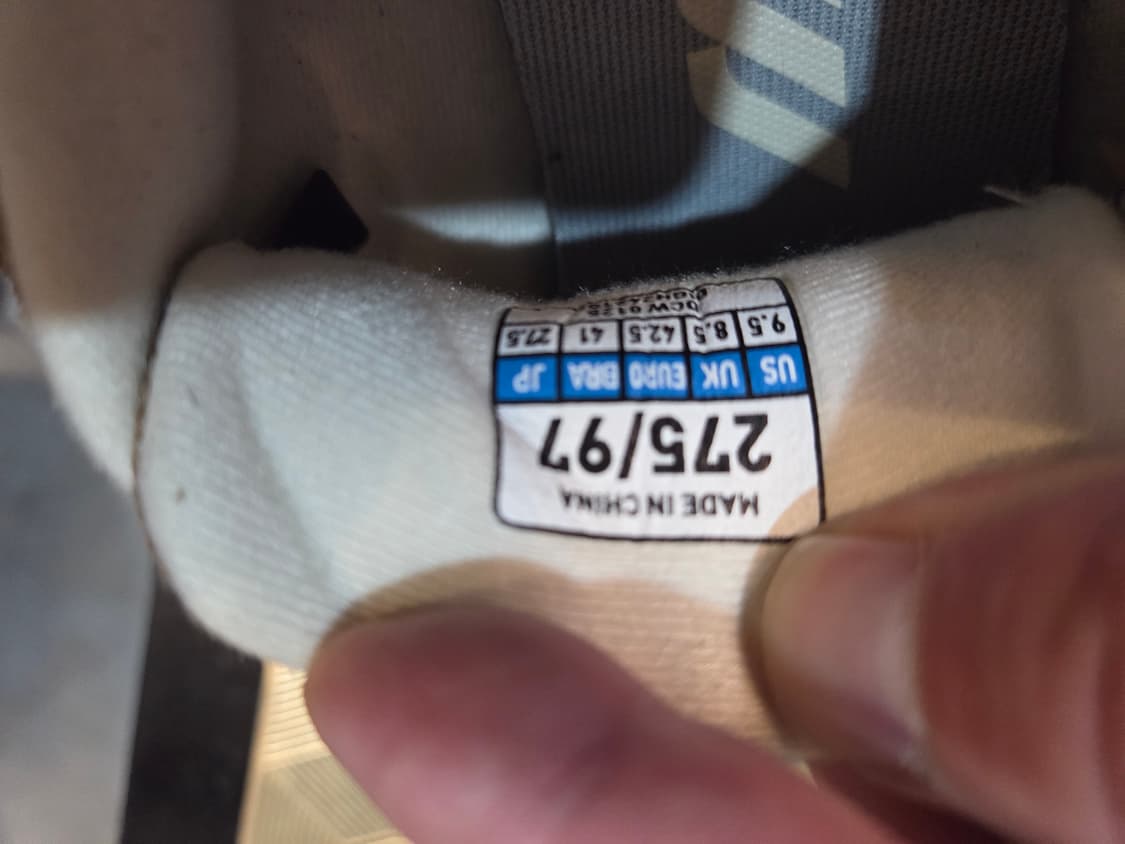 MADE IN CHINA
275/97
US UK EURO BRA JP
9.5 8.5 42.5 41 27.5